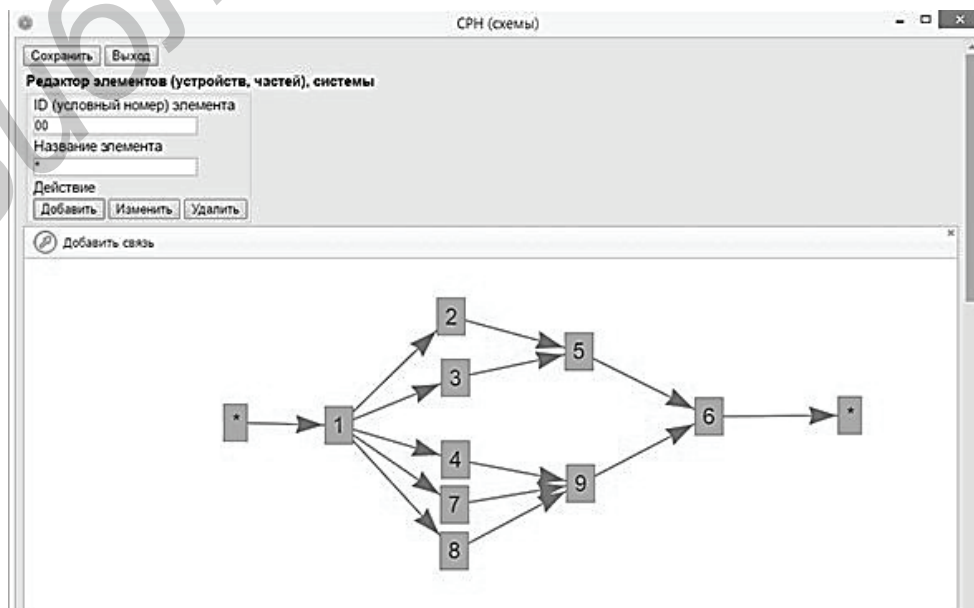 СРН (схемы)
Сохранить Выход
Редактор элементов (устройств, частей), системы
ID (условный номер) элемента
00
Название элемента
*
Действие
Добавить Изменить Удалить
Добавить связь
2
5
3
* 1 6 *
4
9
7
8